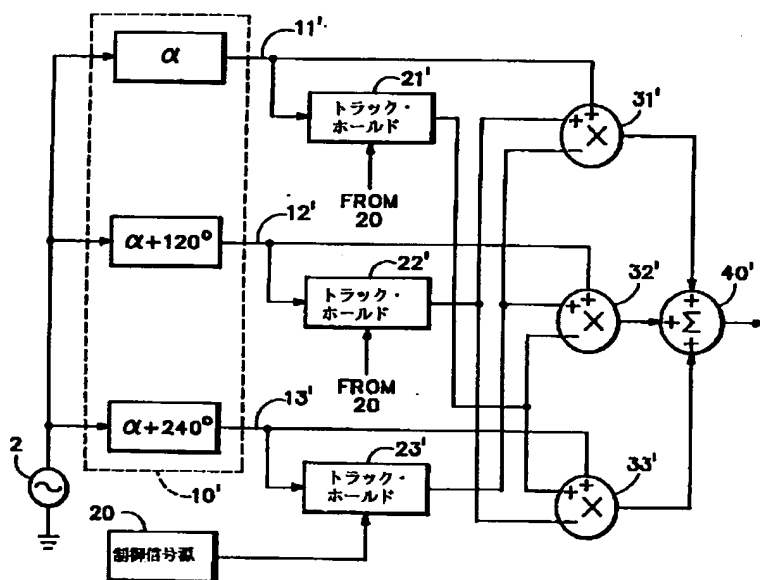 α
11'
21'
トラック・
ホールド
+
+
×
-
31'
FROM
20
α+120°
12'
22'
トラック・
ホールド
+
+
×
-
32'
+
+Σ
+
40'
FROM
20
α+240°
13'
23'
トラック・
ホールド
+
+
×
-
33'
2
10'
20
制御信号源